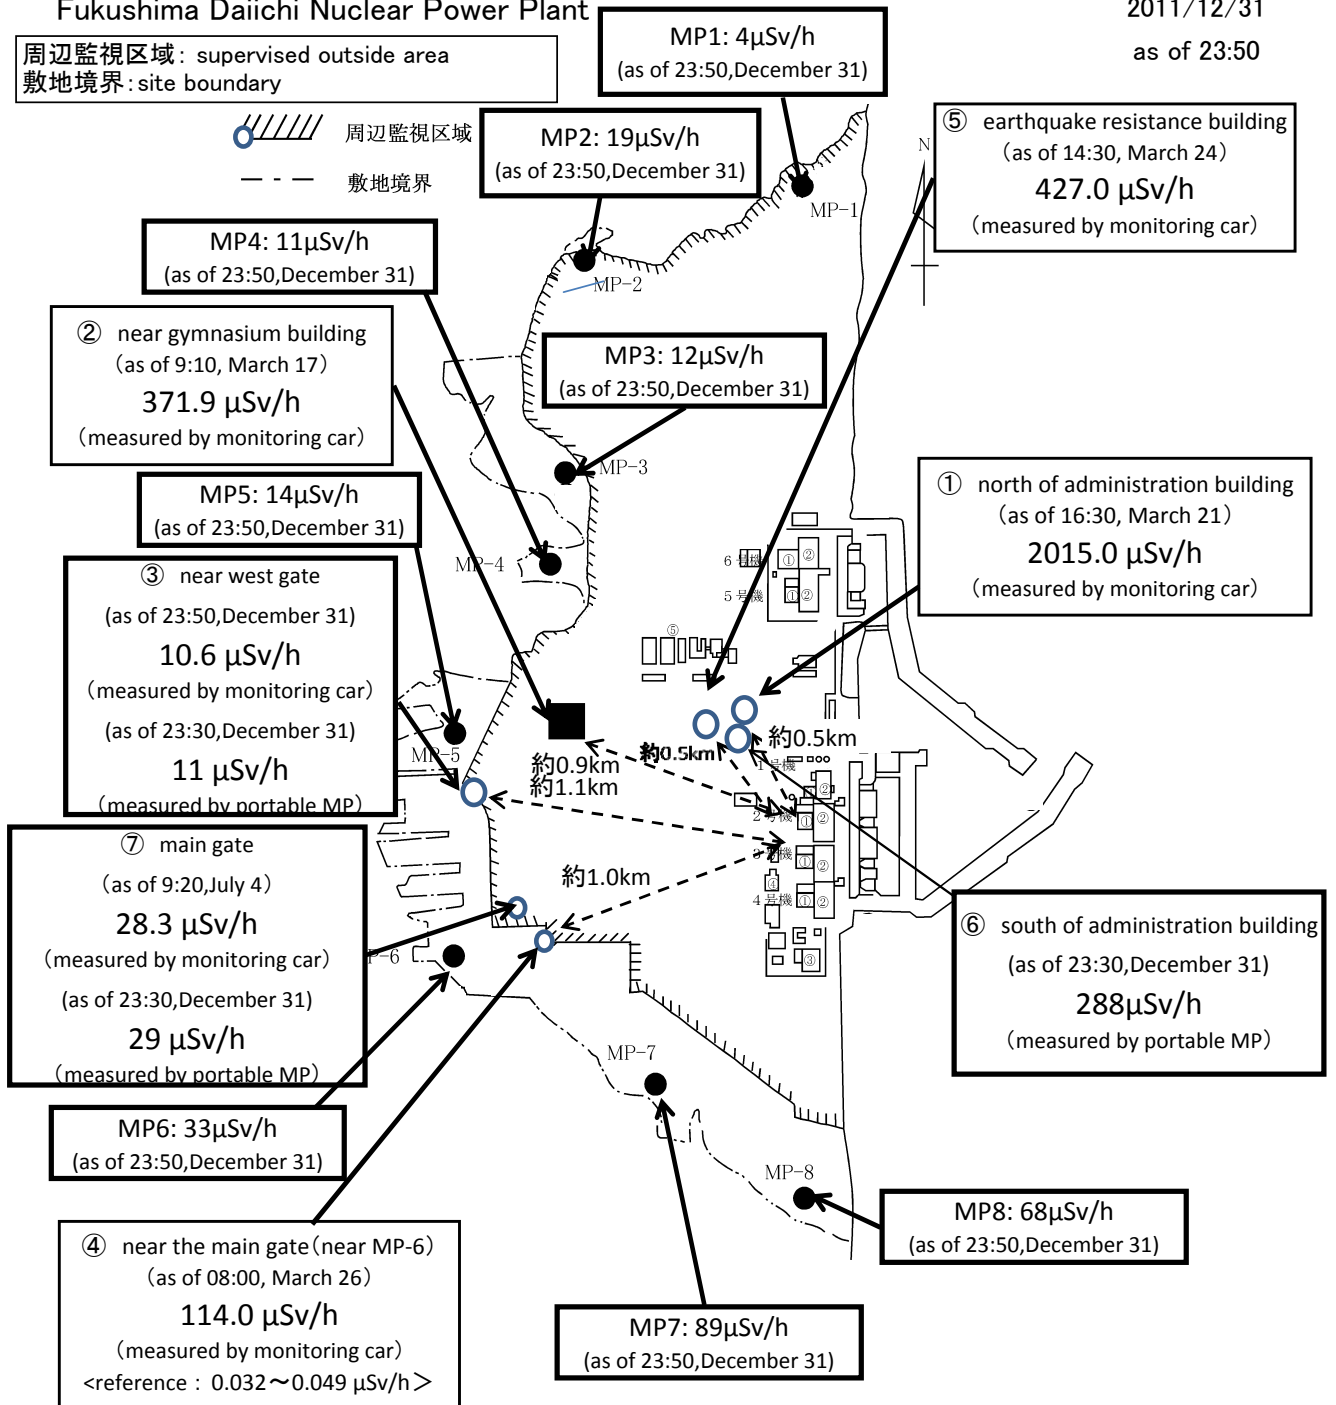 Fukushima Daiichi Nuclear Power Plant
2011/12/31
as of 23:50
周辺監視区域: supervised outside area
敷地境界:site boundary
周辺監視区域
敷地境界
MP1: 4μSv/h
(as of 23:50,December 31)
MP2: 19μSv/h
(as of 23:50,December 31)
⑤ earthquake resistance building
(as of 14:30, March 24)
427.0 μSv/h
(measured by monitoring car)
N
MP-1
MP4: 11μSv/h
(as of 23:50,December 31)
MP-2
② near gymnasium building
(as of 9:10, March 17)
371.9 μSv/h
(measured by monitoring car)
MP3: 12μSv/h
(as of 23:50,December 31)
MP-3
MP5: 14μSv/h
(as of 23:50,December 31)
① north of administration building
(as of 16:30, March 21)
2015.0 μSv/h
(measured by monitoring car)
MP-4
③ near west gate
(as of 23:50,December 31)
10.6 μSv/h
(measured by monitoring car)
(as of 23:30,December 31)
11 μSv/h
(measured by portable MP)
6号機
① ②
5号機
① ②
⑤
MP-5
約0.9km
約1.1km
約0.5km
約0.5km
1号機
②
2号機
① ②
3号機
① ②
④
4号機
① ②
③
約1.0km
⑦ main gate
(as of 9:20,July 4)
28.3 μSv/h
(measured by monitoring car)
(as of 23:30,December 31)
29 μSv/h
(measured by portable MP)
P-6
⑥ south of administration building
(as of 23:30,December 31)
288μSv/h
(measured by portable MP)
MP-7
MP6: 33μSv/h
(as of 23:50,December 31)
MP-8
MP8: 68μSv/h
(as of 23:50,December 31)
④ near the main gate(near MP-6)
(as of 08:00, March 26)
114.0 μSv/h
(measured by monitoring car)
<reference : 0.032～0.049 μSv/h>
MP7: 89μSv/h
(as of 23:50,December 31)